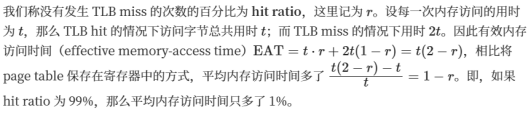 我们称没有发生 TLB miss 的次数的百分比为 hit ratio，这里记为 r。设每一次内存访问的用时
为 t，那么 TLB hit 的情况下访问字节总共用时 t；而 TLB miss 的情况下用时 2t。因此有效内存
访问时间（effective memory-access time）EAT = t · r + 2t(1 − r) = t(2 − r)，相比将
page table 保存在寄存器中的方式，平均内存访问时间多了 \frac{t(2 − r) − t}{t} = 1 − r。即，如果
hit ratio 为 99%，那么平均内存访问时间只多了 1%。